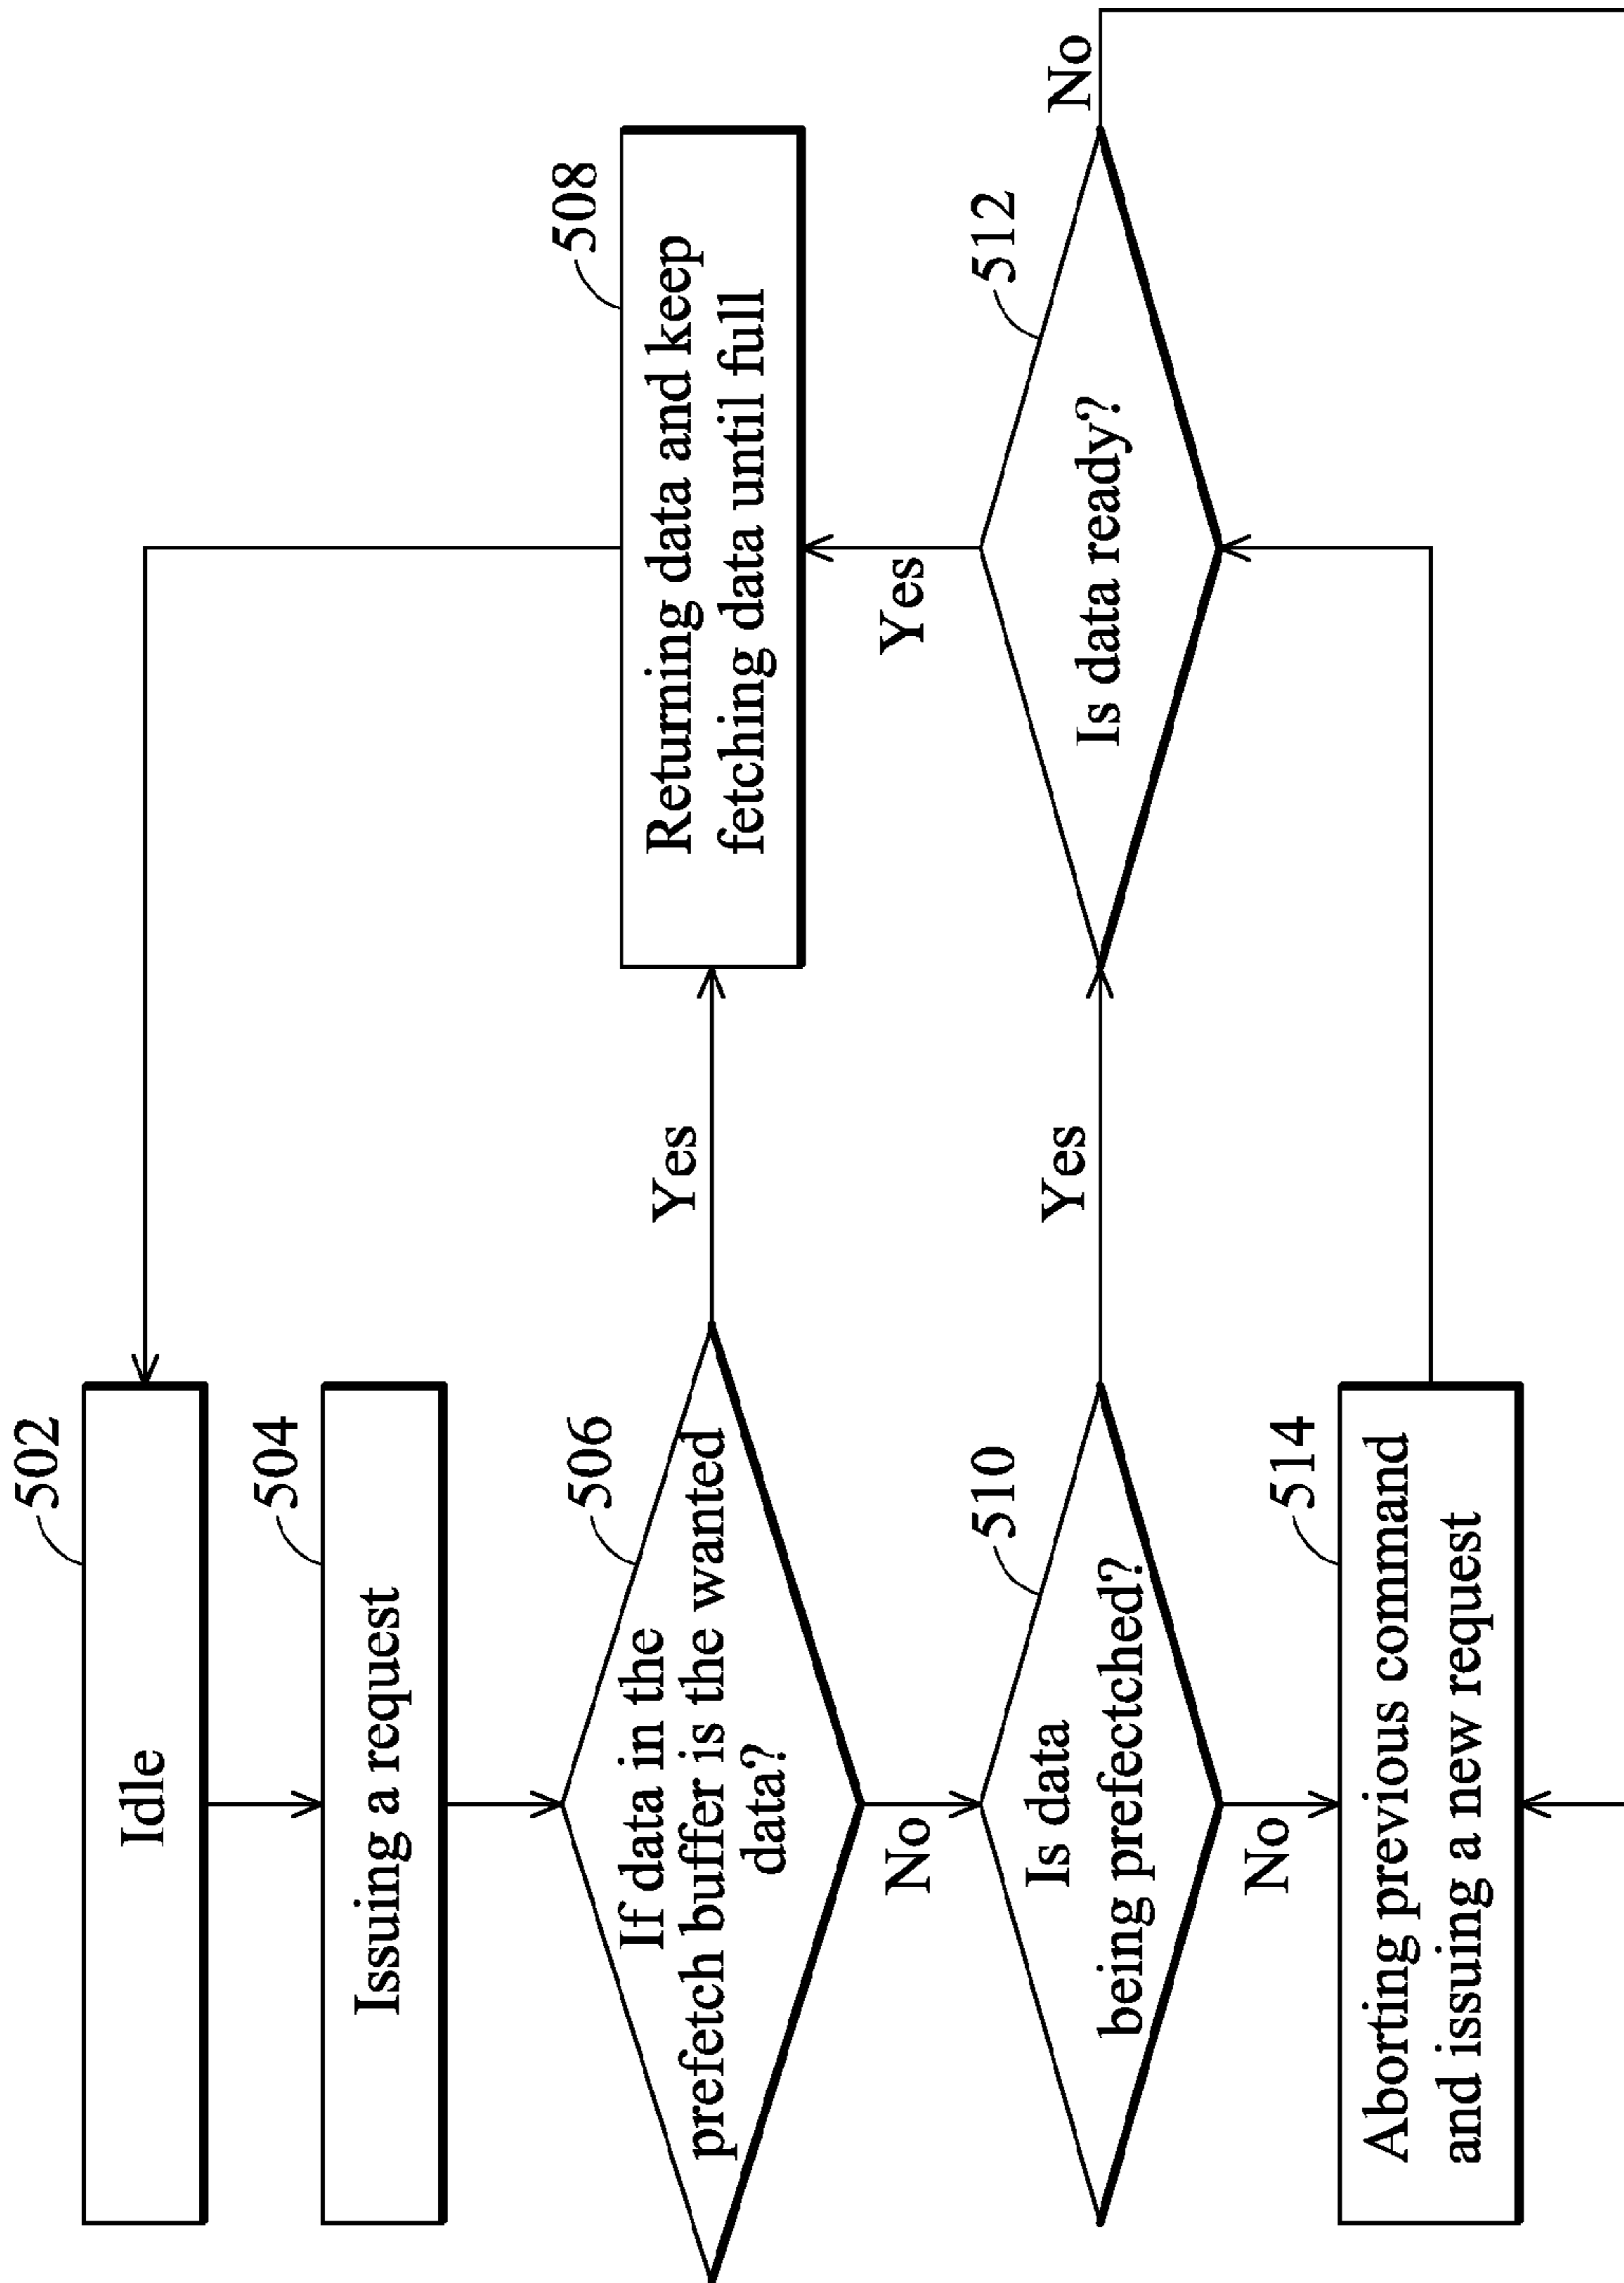 502
Idle
504
Issuing a request
506
If data in the
prefetch buffer is the wanted
data?
Yes
508
Returning data and keep
fetching data until full
No
510
Is data
being prefectched?
Yes
512
Is data ready?
Yes
No
No
514
Aborting previous command
and issuing a new request